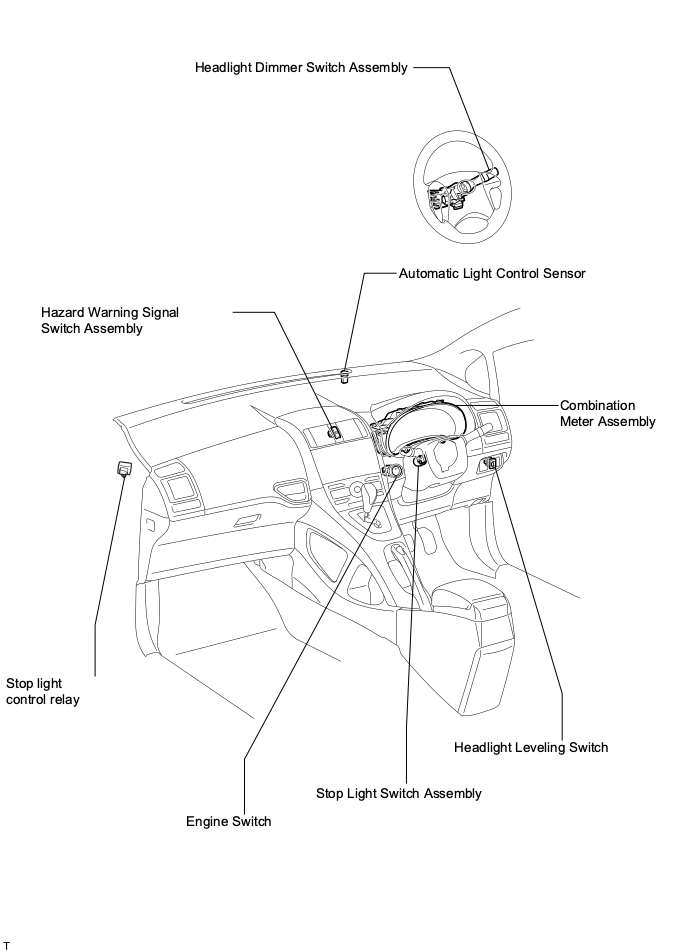 Headlight Dimmer Switch Assembly
Automatic Light Control Sensor
Hazard Warning Signal
Switch Assembly
Combination
Meter Assembly
Stop light
control relay
Headlight Leveling Switch
Stop Light Switch Assembly
Engine Switch
T